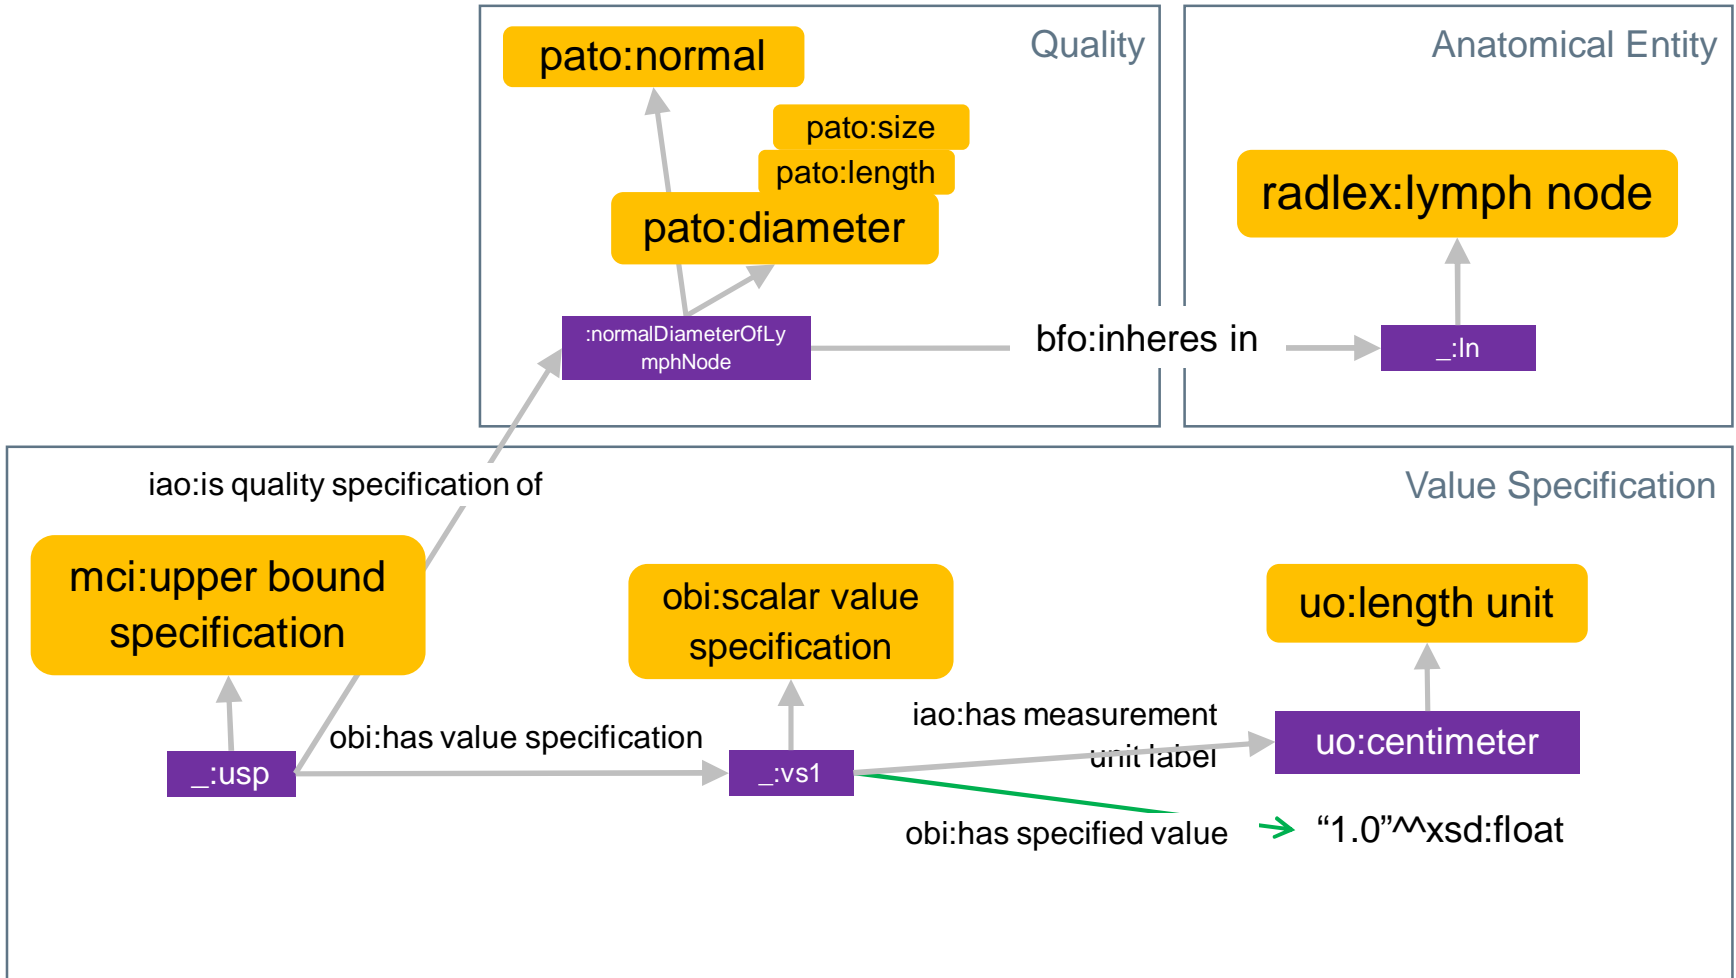 Quality
Anatomical Entity
pato:normal
pato:size
pato:length
pato:diameter
radlex:lymph node
:normalDiameterOfLy
mphNode
bfo:inheres in
_:ln
iao:is quality specification of
Value Specification
mci:upper bound
specification
obi:scalar value
specification
uo:length unit
obi:has value specification
iao:has measurement
unit label
uo:centimeter
_:usp
_:vs1
obi:has specified value
“1.0”^^xsd:float